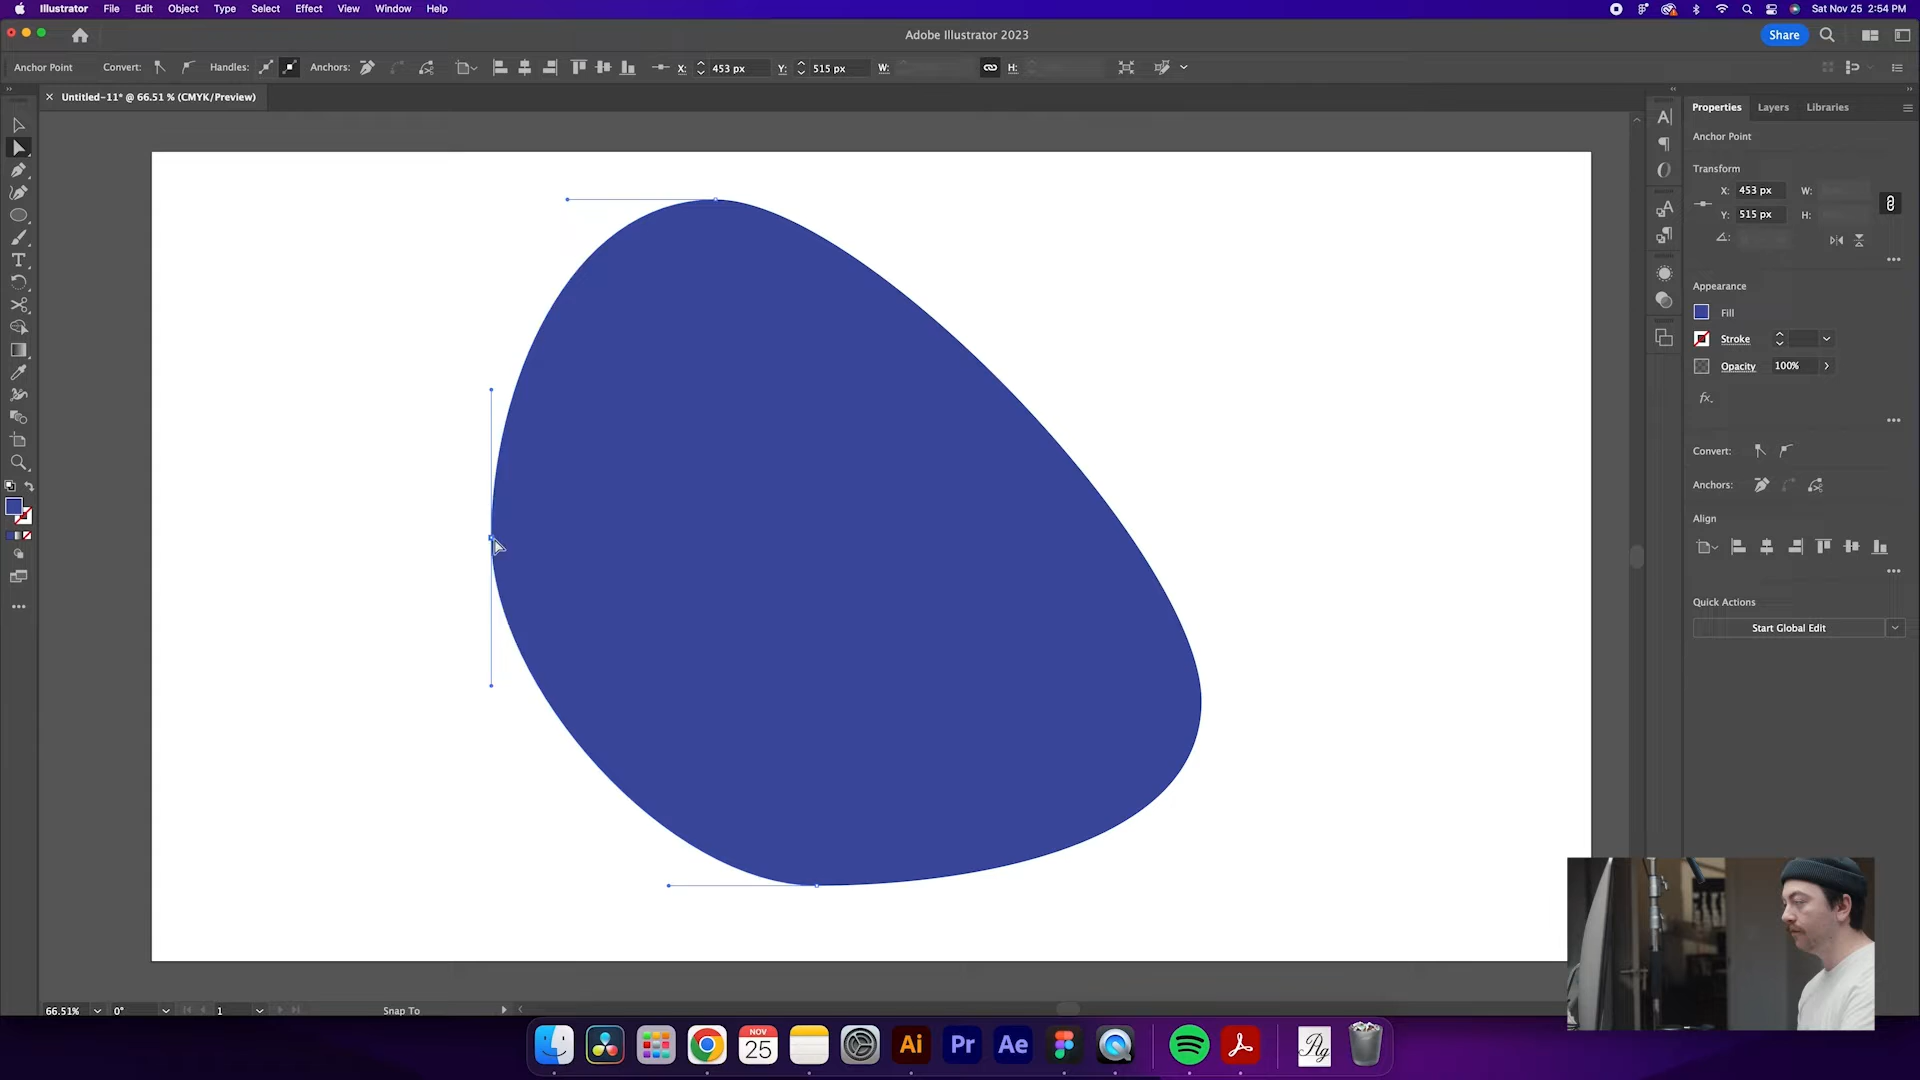 Illustrator File Edit Object Type Select Effect View Window Help Sat Nov 25 2:54 PM
Adobe Illustrator 2023 Share
Anchor Point Convert: Handles: Anchors: X: 453 px Y: 515 px W: H:
× Untitled-11* @ 66.51 % (CMYK/Preview)
Properties Layers Libraries
Anchor Point
Transform
X: 453 px W:
Y: 515 px H:
Appearance
Fill
Stroke
Opacity 100%
fx.
Convert:
Anchors:
Align
Quick Actions
Start Global Edit
66.51% 0° 1 Snap To
NOV
25
Ai Pr Ae Ag